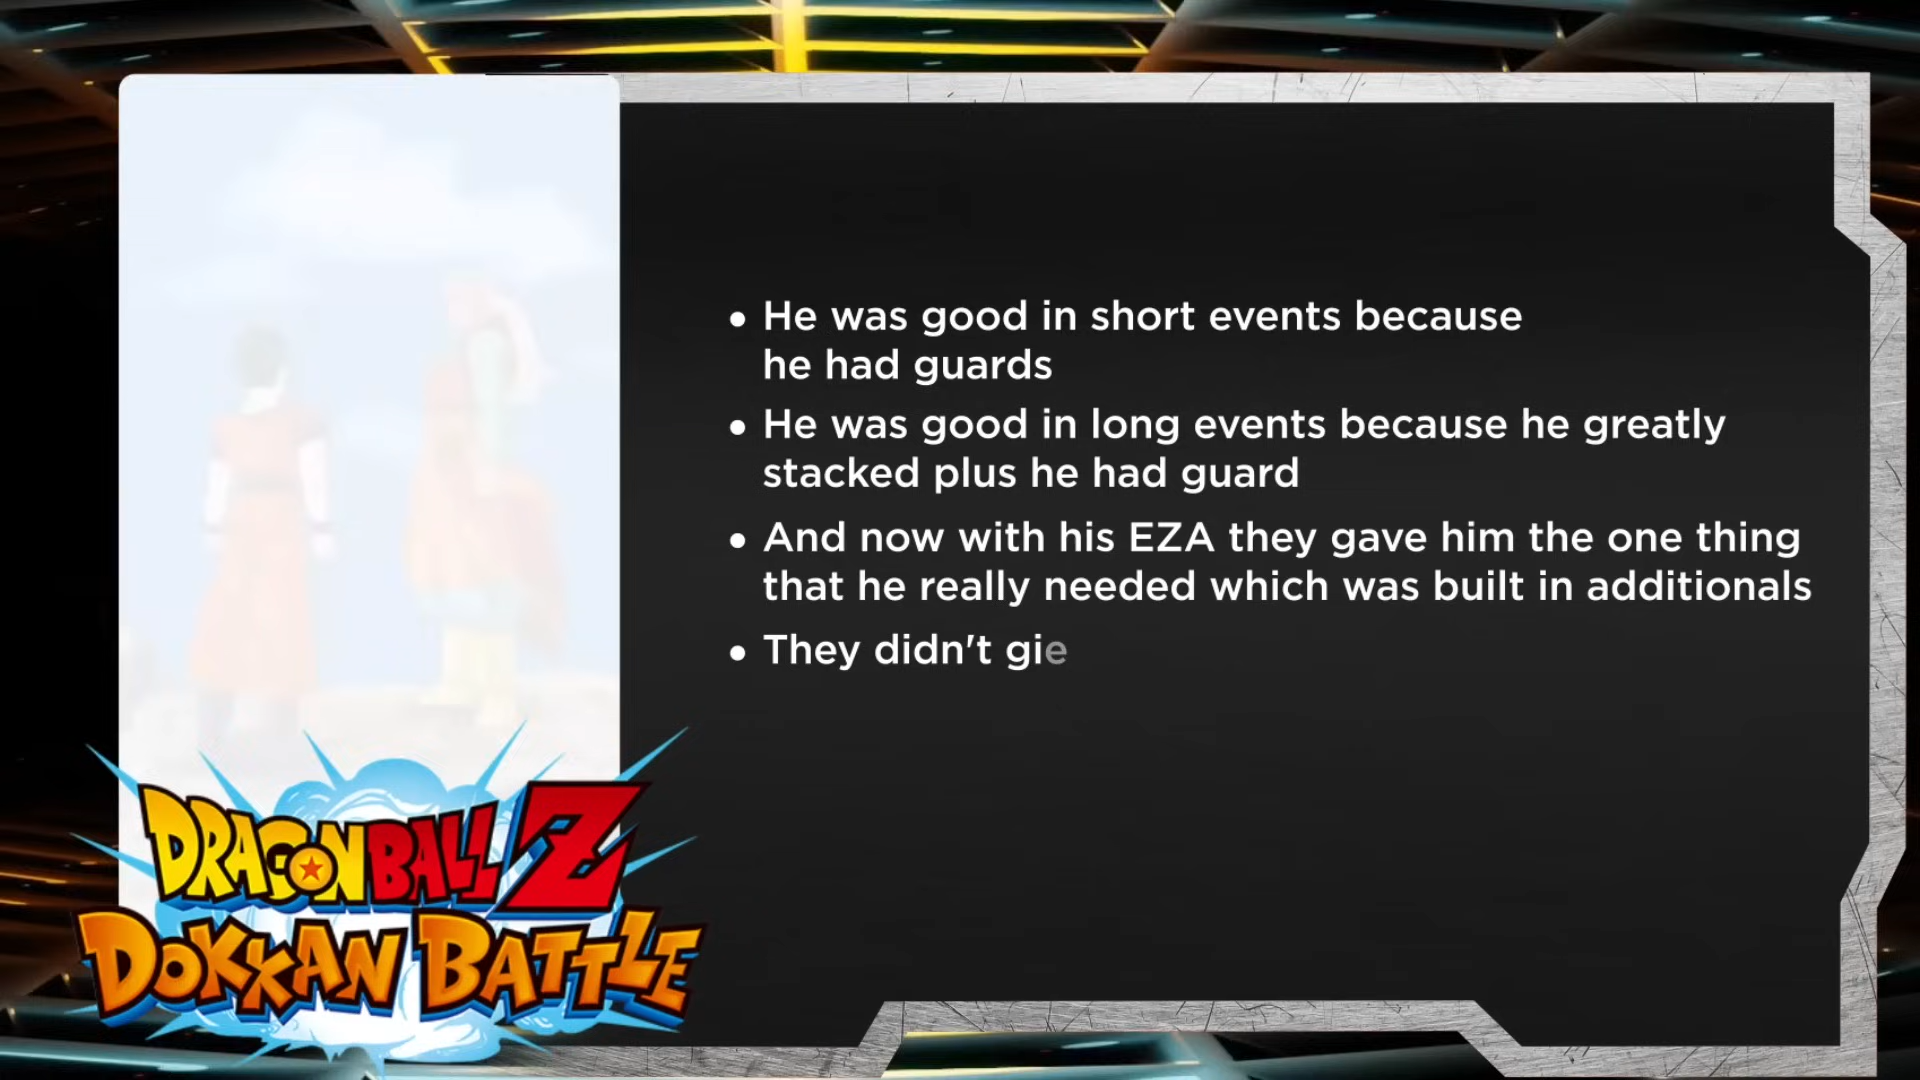 • He was good in short events because
he had guards
• He was good in long events because he greatly
stacked plus he had guard
• And now with his EZA they gave him the one thing
that he really needed which was built in additionals
• They didn't gie
DRAGONBALL Z
DOKKAN BATTLE